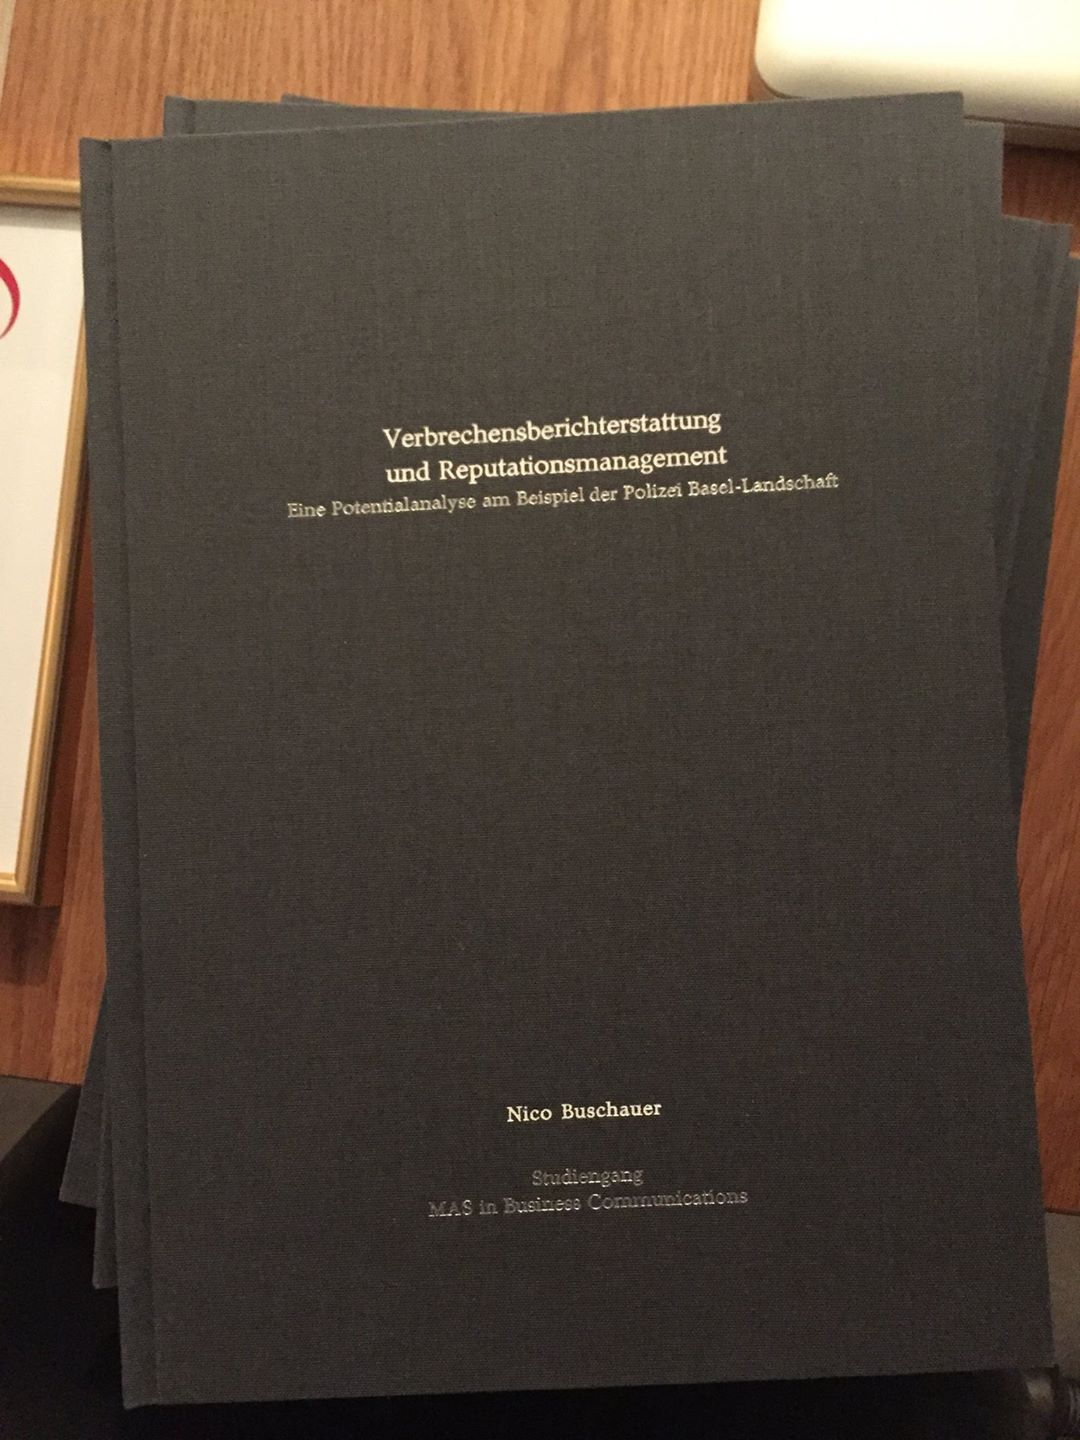 Verbrechensberichterstattung
und Reputationsmanagement
Eine Potentialanalyse am Beispiel der Polizei Basel-Landschaft
Nico Buschauer
Studiengang
MAS in Business Communications